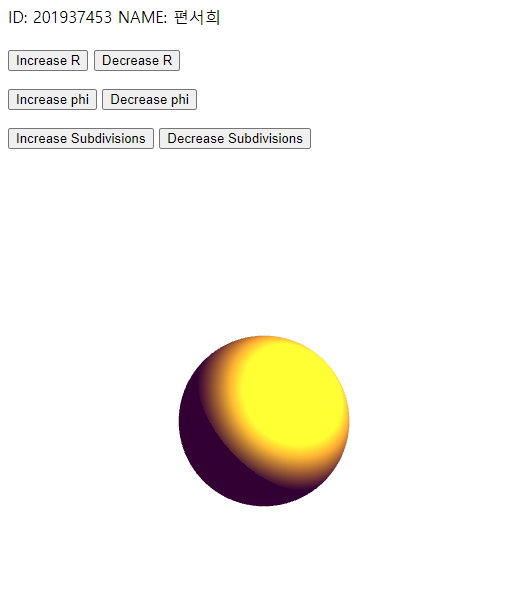 ID: 201937453 NAME: 편서희
Increase R Decrease R
Increase phi Decrease phi
Increase Subdivisions Decrease Subdivisions